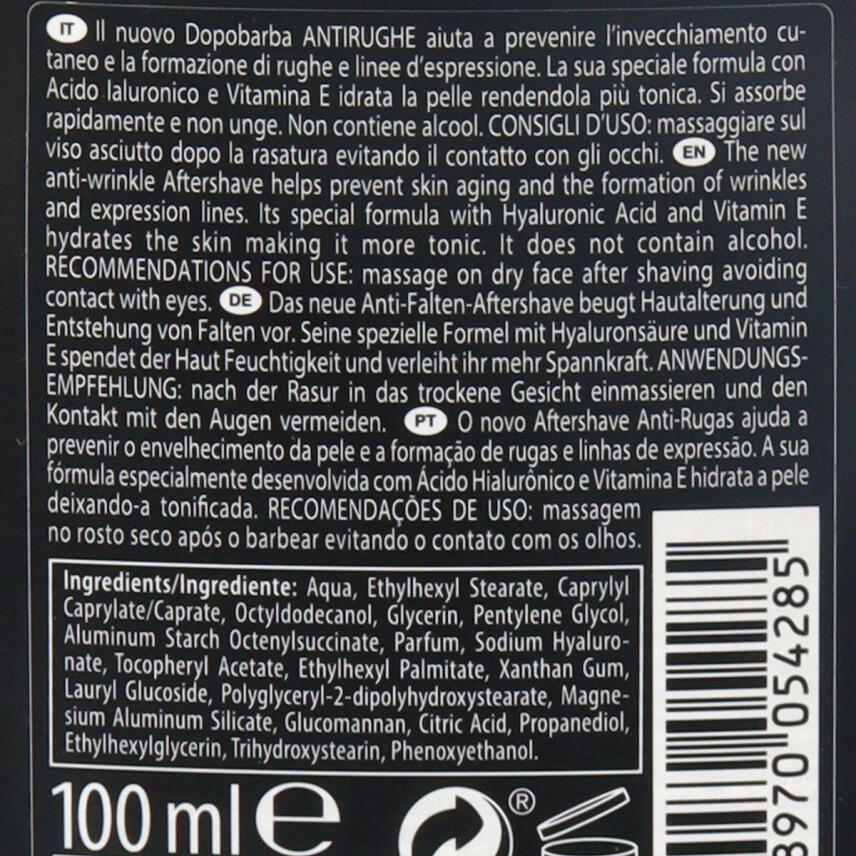 IT Il nuovo Dopobarba ANTIRUGHE aiuta a prevenire l'invecchiamento cu-
taneo e la formazione di rughe e linee d'espressione. La sua speciale formula con
Acido Ialuronico e Vitamina E idrata la pelle rendendola più tonica. Si assorbe
rapidamente e non unge. Non contiene alcool. CONSIGLI D'USO: massaggiare sul
viso asciutto dopo la rasatura evitando il contatto con gli occhi. EN The new
anti-wrinkle Aftershave helps prevent skin aging and the formation of wrinkles
and expression lines. Its special formula with Hyaluronic Acid and Vitamin E
hydrates the skin making it more tonic. It does not contain alcohol.
RECOMMENDATIONS FOR USE: massage on dry face after shaving avoiding
contact with eyes. DE Das neue Anti-Falten-Aftershave beugt Hautalterung und
Entstehung von Falten vor. Seine spezielle Formel mit Hyaluronsäure und Vitamin
E spendet der Haut Feuchtigkeit und verleiht ihr mehr Spannkraft. ANWENDUNGS-
EMPFEHLUNG: nach der Rasur in das trockene Gesicht einmassieren und den
Kontakt mit den Augen vermeiden. PT O novo Aftershave Anti-Rugas ajuda a
prevenir o envelhecimento da pele e a formação de rugas e linhas de expressão. A sua
fórmula especialmente desenvolvida com Ácido Hialurônico e Vitamina E hidrata a pele
deixando-a tonificada. RECOMENDAÇÕES DE USO: massagem
no rosto seco após o barbear evitando o contato com os olhos.
Ingredients/Ingrediente: Aqua, Ethylhexyl Stearate, Caprylyl
Caprylate/Caprate, Octyldodecanol, Glycerin, Pentylene Glycol,
Aluminum Starch Octenylsuccinate, Parfum, Sodium Hyaluro-
nate, Tocopheryl Acetate, Ethylhexyl Palmitate, Xanthan Gum,
Lauryl Glucoside, Polyglyceryl-2-dipolyhydroxystearate, Magne-
sium Aluminum Silicate, Glucomannan, Citric Acid, Propanediol,
Ethylhexylglycerin, Trihydroxystearin, Phenoxyethanol.
100 ml e
®
8970 054285